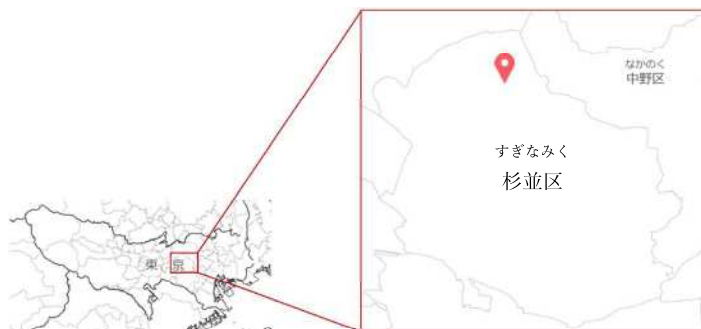 なかのく
中野区
すぎなみく
杉並区
東京